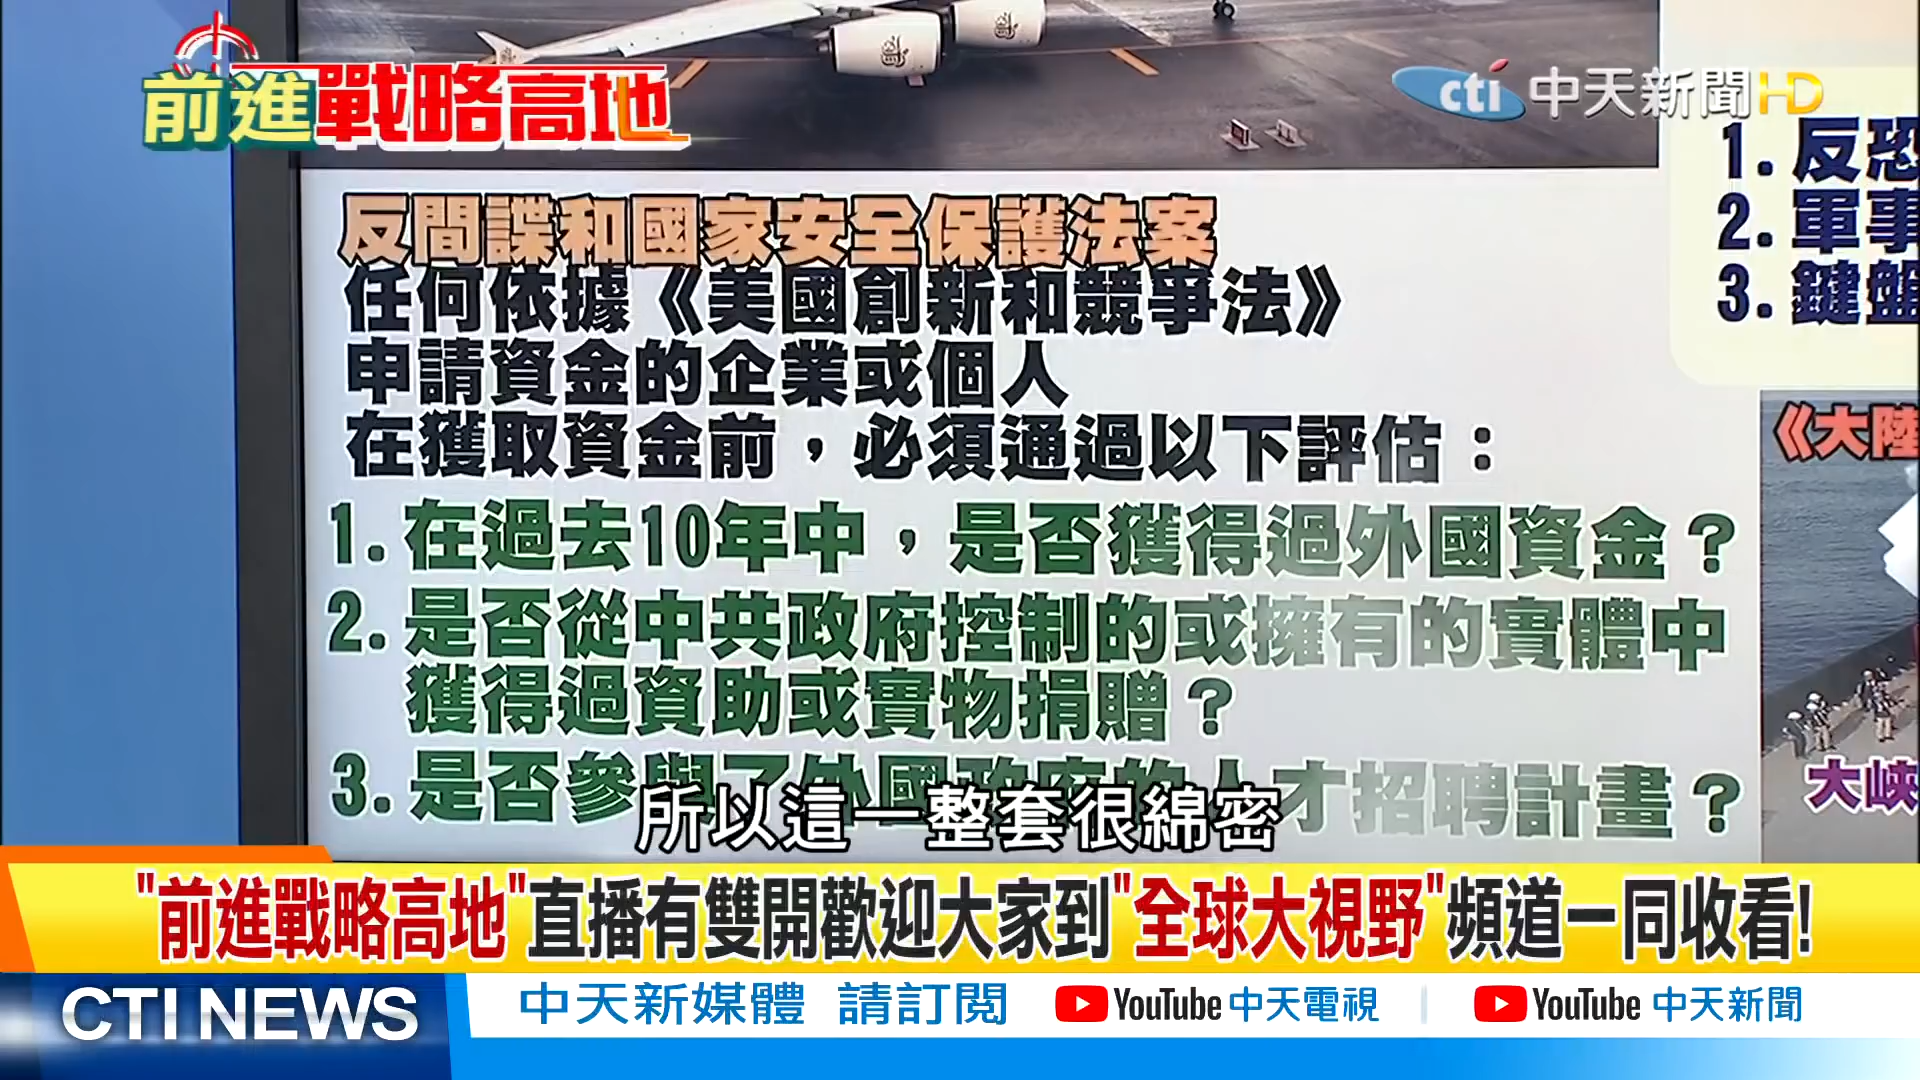 前進戰略高地
cti 中天新聞HD
反間諜和國家安全保護法案
任何依據《美國創新和競爭法》
申請資金的企業或個人
在獲取資金前，必須通過以下評估：
1.在過去10年中，是否獲得過外國資金？
2.是否從中共政府控制的或擁有的實體中
獲得過資助或實物捐贈？
3.是否參與了外國政府的人才招聘計畫？
1.反恐
2.軍事
3.鍵盤
《大陸
大峽
所以這一整套很綿密
"前進戰略高地"直播有雙開歡迎大家到"全球大視野"頻道一同收看!
CTI NEWS
中天新媒體 請訂閱 YouTube 中天電視 | YouTube 中天新聞